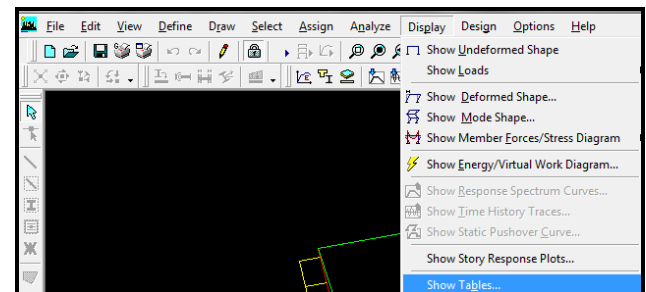 File Edit View Define Draw Select Assign Analyze Display Design Options Help
Show Undeformed Shape
Show Loads
Show Deformed Shape...
Show Mode Shape...
Show Member Forces/Stress Diagram
Show Energy/Virtual Work Diagram...
Show Response Spectrum Curves...
Show Time History Traces...
Show Static Pushover Curve...
Show Story Response Plots...
Show Tables...